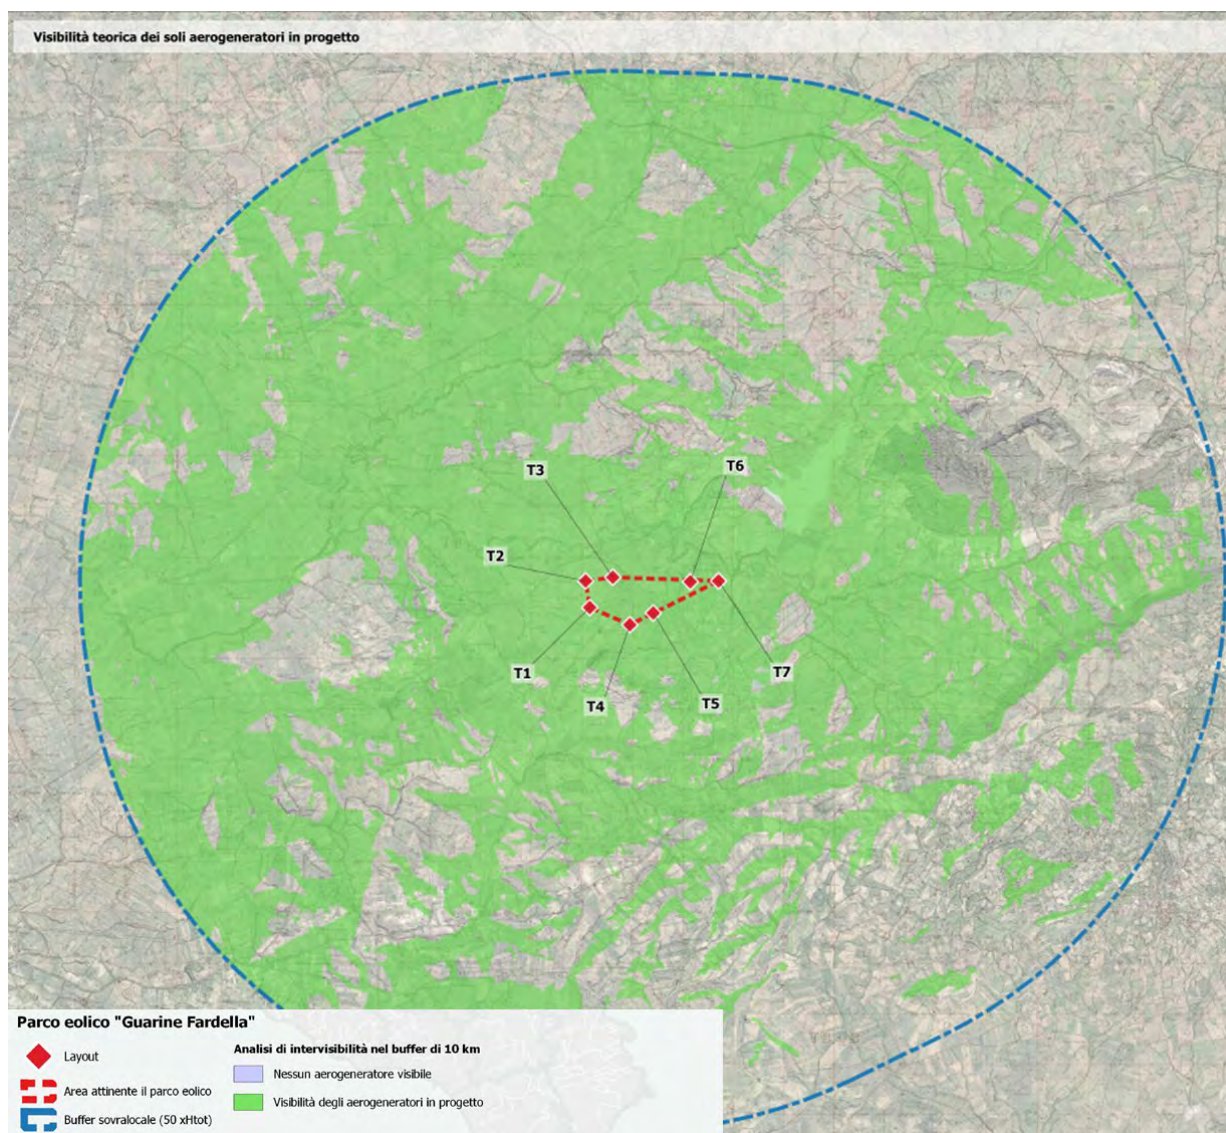 Visibilità teorica dei soli aerogeneratori in progetto
T3
T6
T2
T1
T7
T4
T5
Parco eolico "Guarine Fardella"
Layout
Area attinente il parco eolico
Buffer sovralocale (50 xHtot)
Analisi di intervisibilità nel buffer di 10 km
Nessun aerogeneratore visibile
Visibilità degli aerogeneratori in progetto